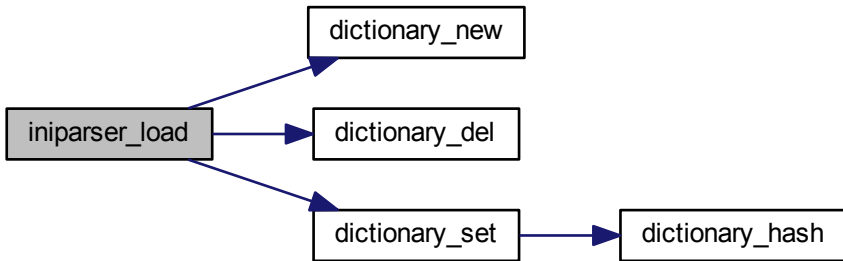 dictionary_new
iniparser_load
dictionary_del
dictionary_set
dictionary_hash